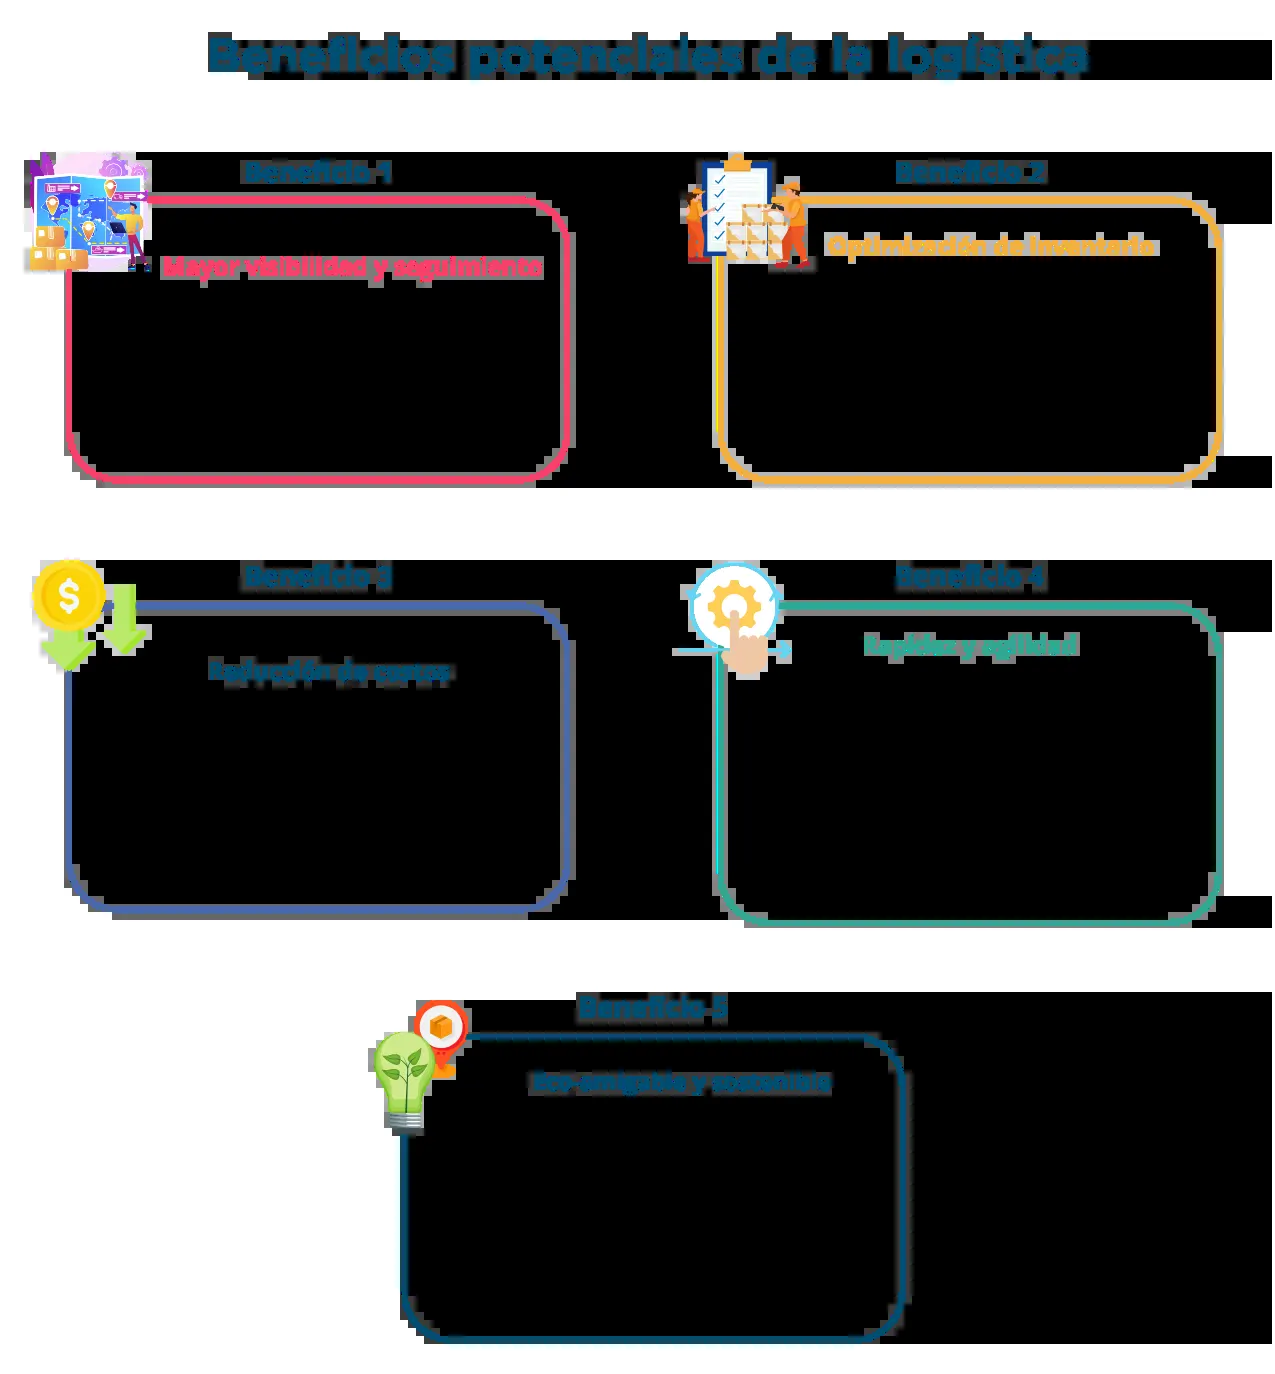 Beneficios potenciales de la logística
Beneficio 1
Mayor visibilidad y seguimiento
Beneficio 2
Optimización de inventario
Beneficio 3
Reducción de costos
Beneficio 4
Rapidez y agilidad
Beneficio 5
Eco-amigable y sostenible